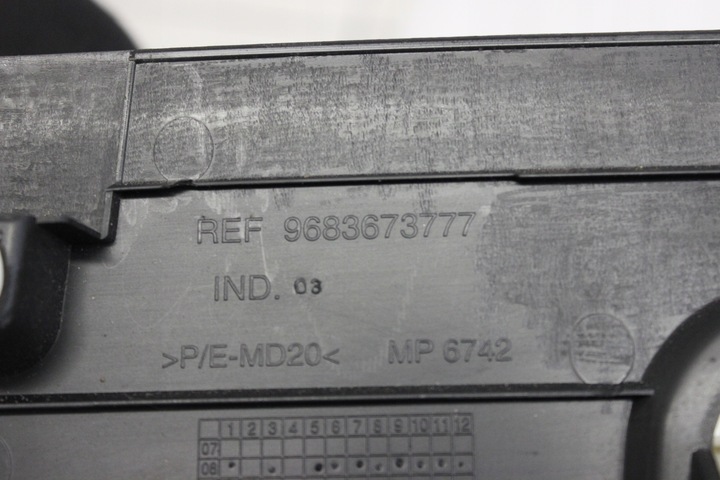 REF 9683673777
IND. 03
>P/E-MD20< MP 6742
1 2 3 4 5 6 7 8 9 10 11 12
07
08